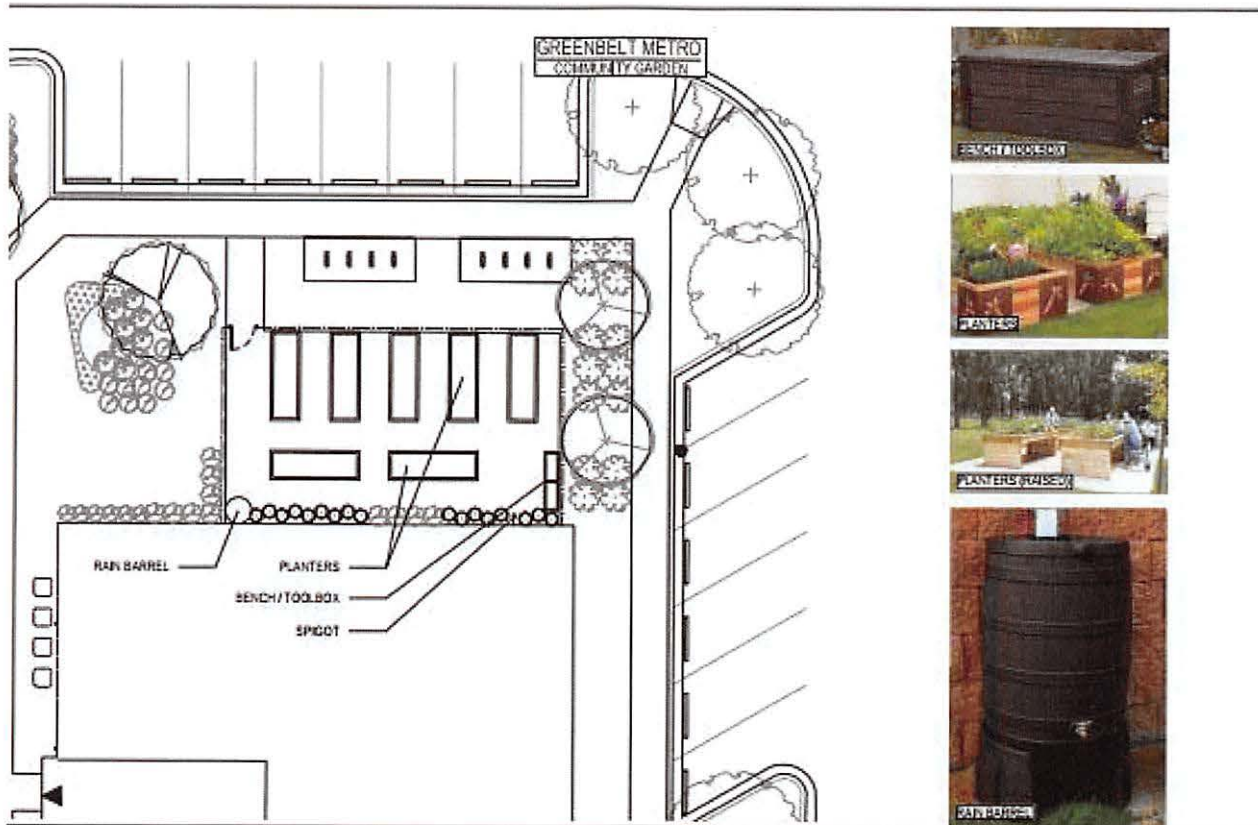 GREENBELT METRO
COMMUNITY GARDEN
RAIN BARREL
PLANTERS
BENCH / TOOLBOX
SPIGOT
BENCH / TOOLBOX
PLANTERS
PLANTERS (RAISED)
RAIN BARREL